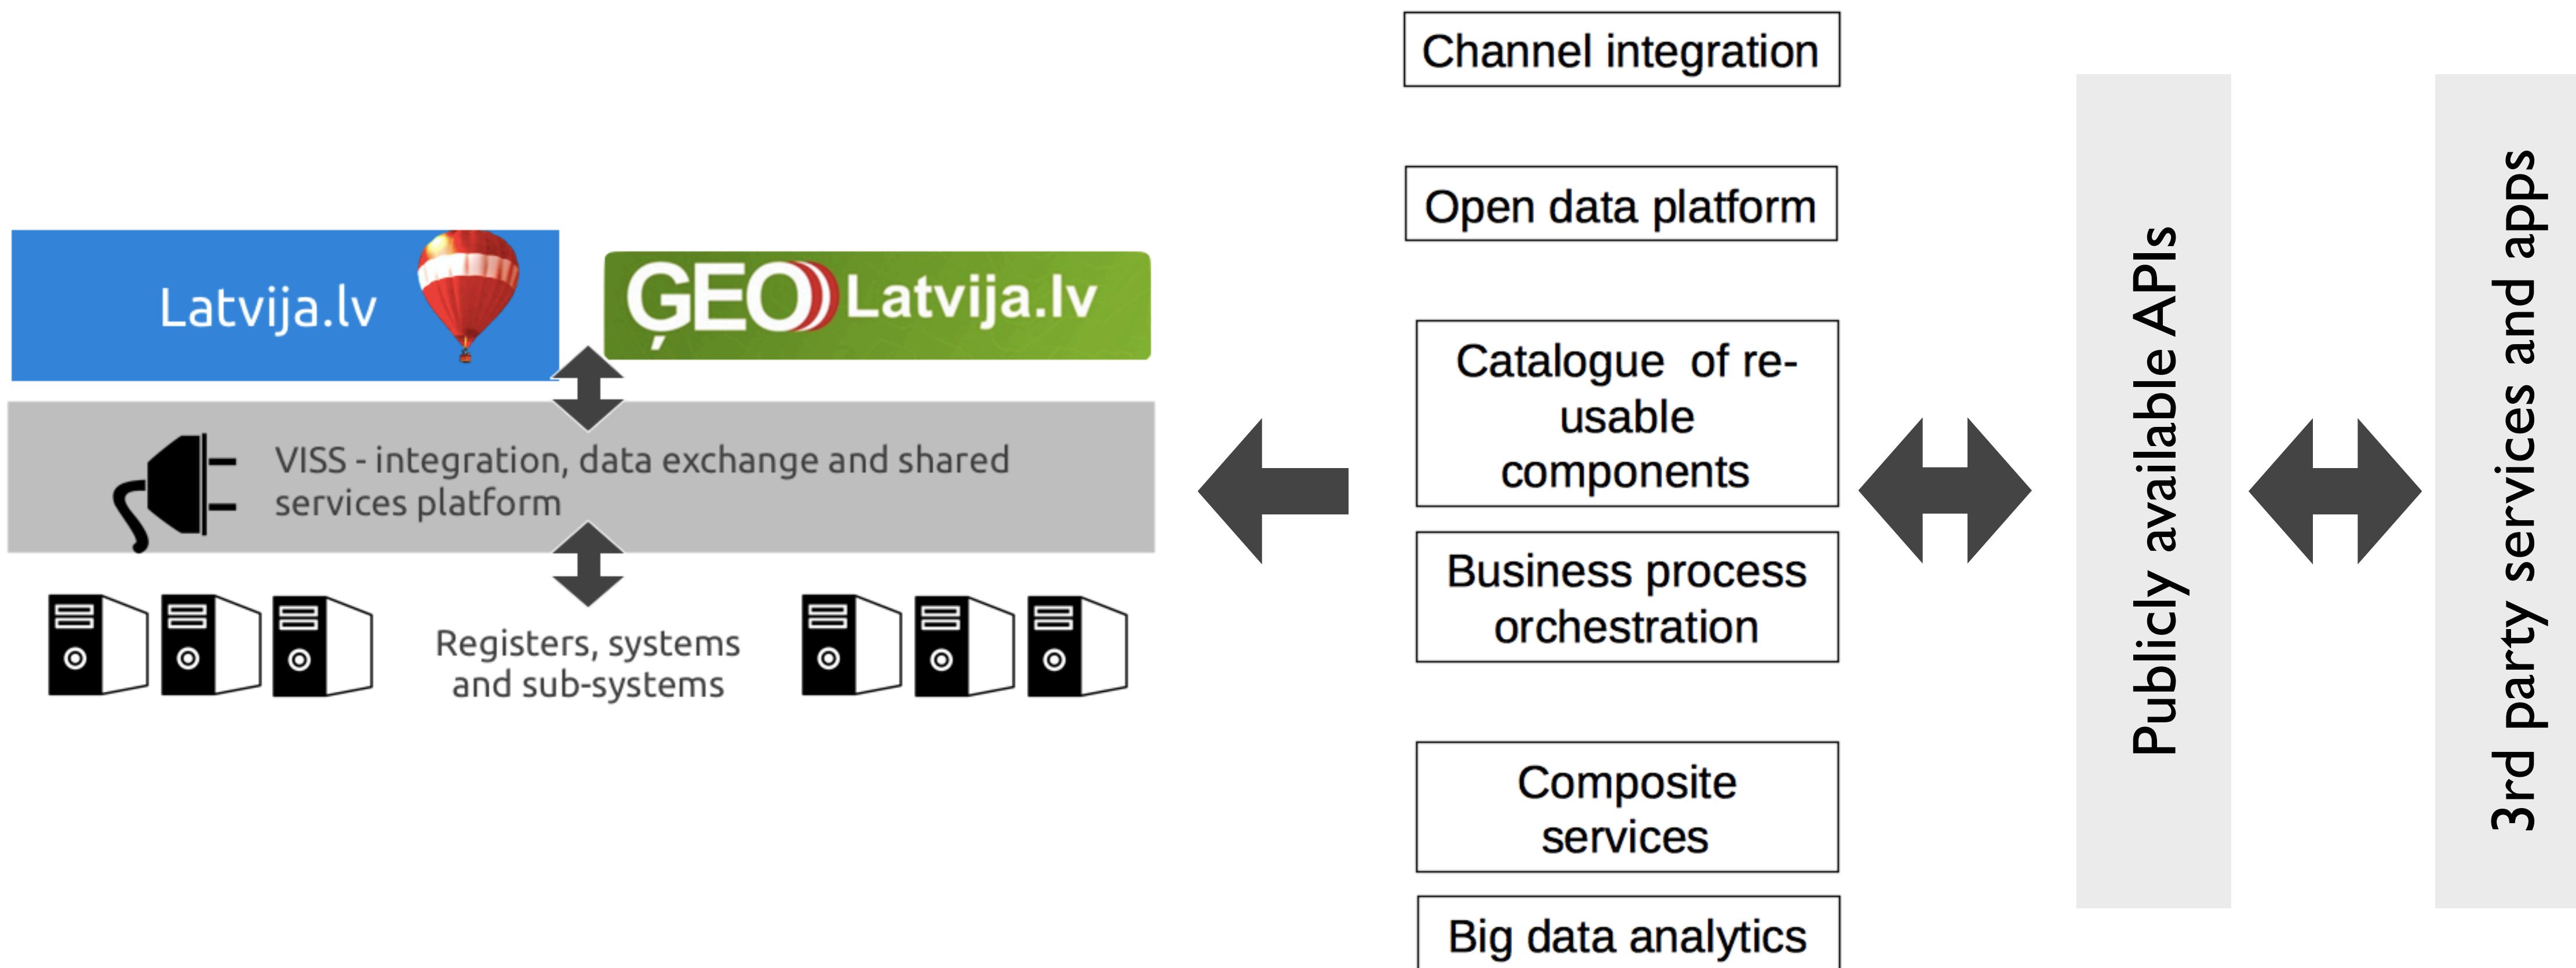 Latvija.lv
ĢEO Latvija.lv
VISS - integration, data exchange and shared
services platform
Registers, systems
and sub-systems
Channel integration
Open data platform
Catalogue of re-
usable
components
Business process
orchestration
Composite
services
Big data analytics
Publicly available APIs
3rd party services and apps